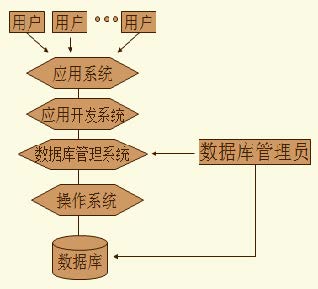 用户 用户 ••• 用户
应用系统
应用开发系统
数据库管理系统
数据库管理员
操作系统
数据库